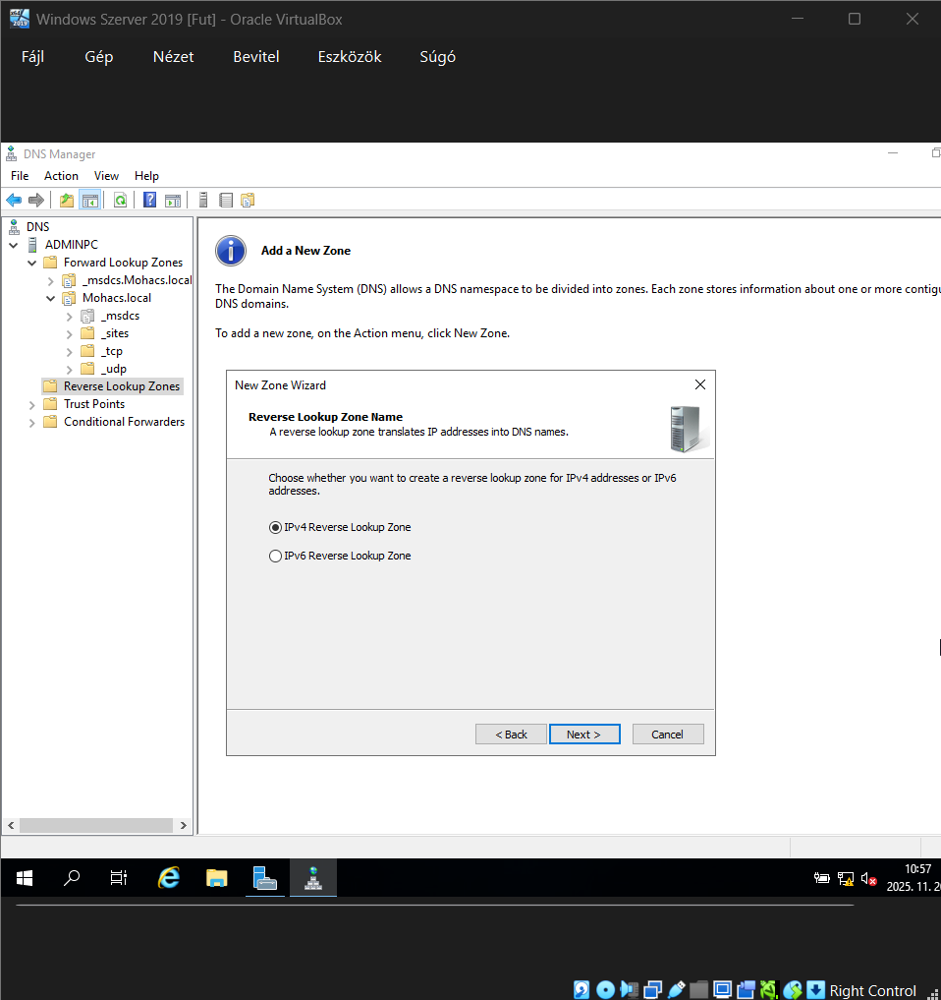 Windows Szerver 2019 [Fut] - Oracle VirtualBox
Fájl Gép Nézet Bevitel Eszközök Súgó
DNS Manager
File Action View Help
DNS
ADMINPC
Forward Lookup Zones
_msdcs.Mohacs.local
Mohacs.local
_msdcs
_sites
_tcp
_udp
Reverse Lookup Zones
Trust Points
Conditional Forwarders
Add a New Zone
The Domain Name System (DNS) allows a DNS namespace to be divided into zones. Each zone stores information about one or more
DNS domains.
To add a new zone, on the Action menu, click New Zone.
New Zone Wizard
Reverse Lookup Zone Name
A reverse lookup zone translates IP addresses into DNS names.
Choose whether you want to create a reverse lookup zone for IPv4 addresses or IPv6
addresses.
IPv4 Reverse Lookup Zone
IPv6 Reverse Lookup Zone
< Back Next > Cancel
10:57
2025. 11. 2
Right Control